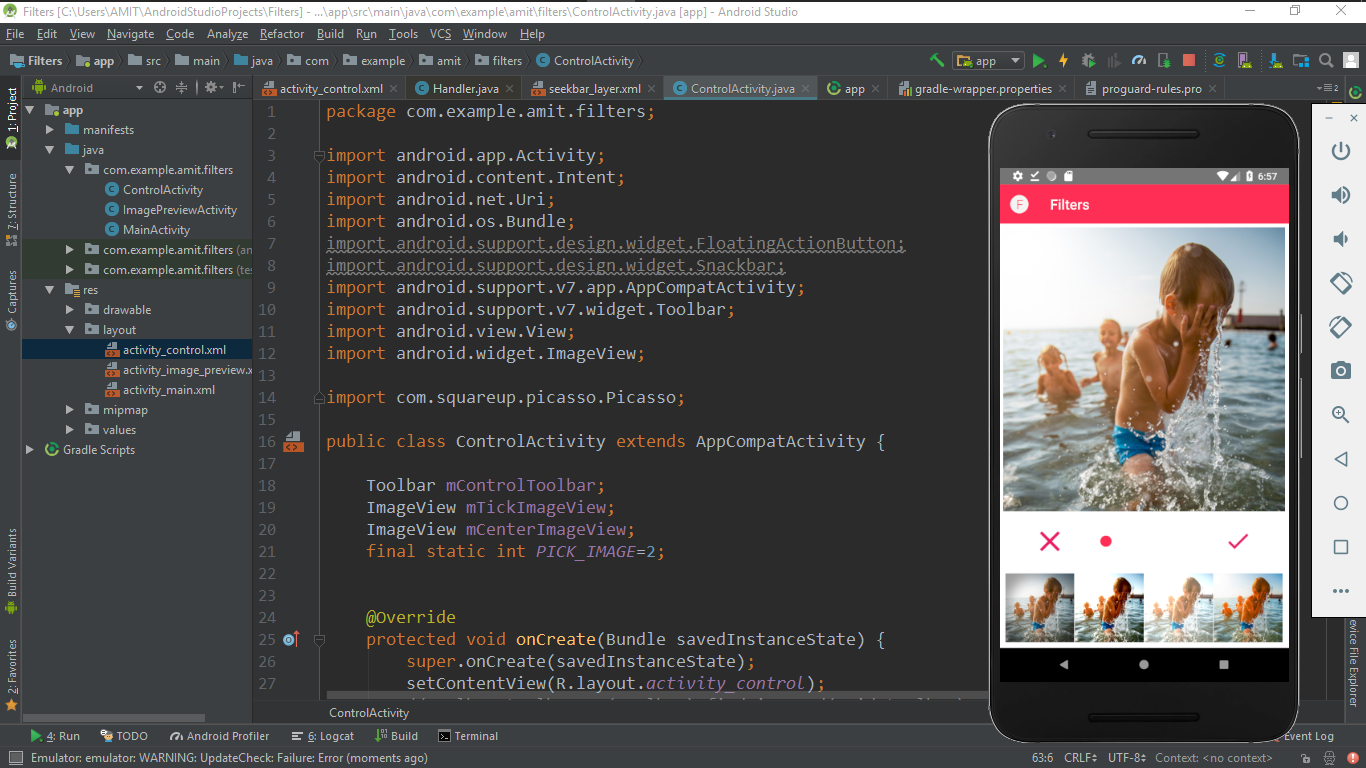 Filters [C:\Users\AMIT\AndroidStudioProjects\Filters] - ...\app\src\main\java\com\example\amit\filters\ControlActivity.java [app] - Android Studio
File Edit View Navigate Code Analyze Refactor Build Run Tools VCS Window Help
Filters app src main java com example amit filters ControlActivity app
Android
activity_control.xml Handler.java seekbar_layer.xml ControlActivity.java app gradle-wrapper.properties proguard-rules.pro 2
1: Project
7: Structure
Captures
Build Variants
2: Favorites
app
manifests
java
com.example.amit.filters
ControlActivity
ImagePreviewActivity
MainActivity
com.example.amit.filters (an
com.example.amit.filters (te
res
drawable
layout
activity_control.xml
activity_image_preview.x
activity_main.xml
mipmap
values
Gradle Scripts
1 package com.example.amit.filters;
2
3 import android.app.Activity;
4 import android.content.Intent;
5 import android.net.Uri;
6 import android.os.Bundle;
7 import android.support.design.widget.FloatingActionButton;
8 import android.support.design.widget.Snackbar;
9 import android.support.v7.app.AppCompatActivity;
10 import android.support.v7.widget.Toolbar;
11 import android.view.View;
12 import android.widget.ImageView;
13
14 import com.squareup.picasso.Picasso;
15
16 public class ControlActivity extends AppCompatActivity {
17
18 Toolbar mControlToolbar;
19 ImageView mTickImageView;
20 ImageView mCenterImageView;
21 final static int PICK_IMAGE=2;
22
23
24 @Override
25 protected void onCreate(Bundle savedInstanceState) {
26 super.onCreate(savedInstanceState);
27 setContentView(R.layout.activity_control);
ControlActivity
6:57
F Filters
evice File Explorer
4: Run TODO Android Profiler 6: Logcat Build Terminal Event Log
Emulator: emulator: WARNING: UpdateCheck: Failure: Error (moments ago) 63:6 CRLF UTF-8 Context: <no context>